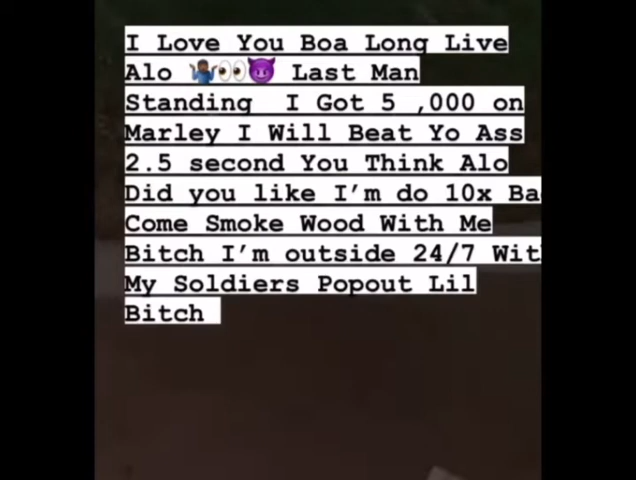 I Love You Boa Long Live
Alo 🤷🏾‍♂️👀😈 Last Man
Standing  I Got 5 ,000 on
Marley I Will Beat Yo Ass
2.5 second You Think Alo
Did you like I’m do 10x
Come Smoke Wood With Me
Bitch I’m outside 24/7
My Soldiers Popout Lil
Bitch